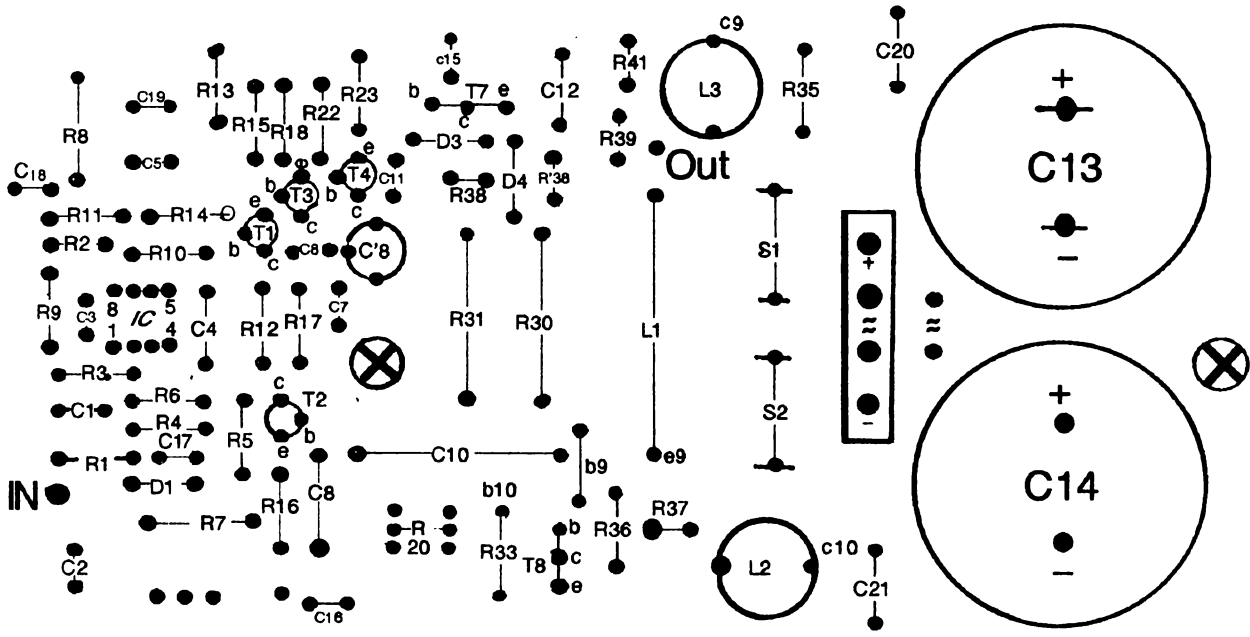 c9
C20
c15
R41
R13
R23
T7
b
e
C12
L3
R35
C19
R15
R18
R22
c
R8
R39
D3
+
C5
e
Out
C13
C18
e
T4
C11
R38
D4
R'38
b
T3
b
c
R11
R14
e
c
R2
T1
b
C8
C'8
S1
+
–
R10
c
R9
C3
8
5
IC
1
4
C4
R12
R17
C7
R31
R30
L1
≈
≈
R3
c
C1
R6
T2
S2
+
R4
b
–
C17
R5
e
C10
e9
R1
b9
D1
C8
C14
IN
R16
b10
R7
R
20
R33
b
T8
c
e
R36
R37
c10
L2
–
C2
C21
C16